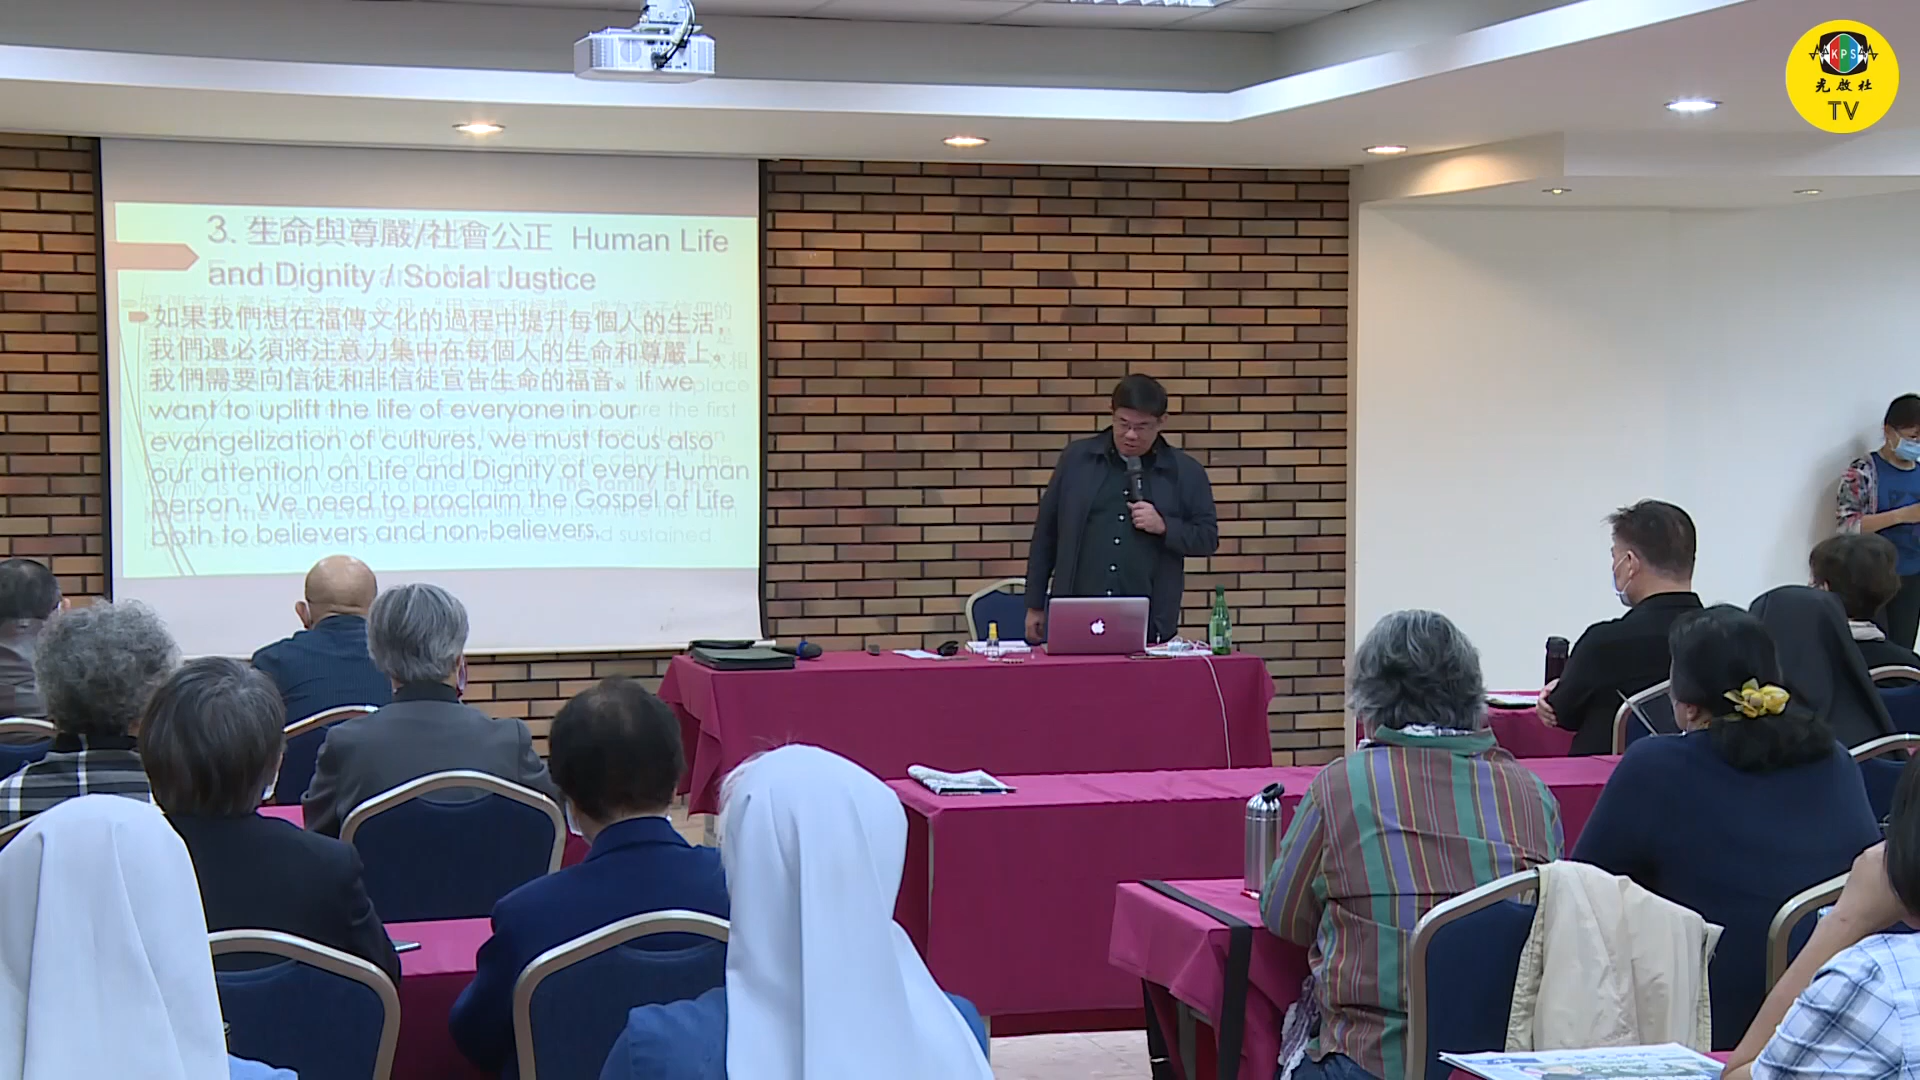 3. 生命與尊嚴/社會公正 Human Life
and Dignity / Social Justice
如果我們想在福傳文化的過程中提升每個人的生活，
我們還必須將注意力集中在每個人的生命和尊嚴上。
我們需要向信徒和非信徒宣告生命的福音。If we
want to uplift the life of everyone in our
evangelization of cultures, we must focus also
our attention on Life and Dignity of every Human
person. We need to proclaim the Gospel of Life
both to believers and non-believers.
KPS
光啟社
TV